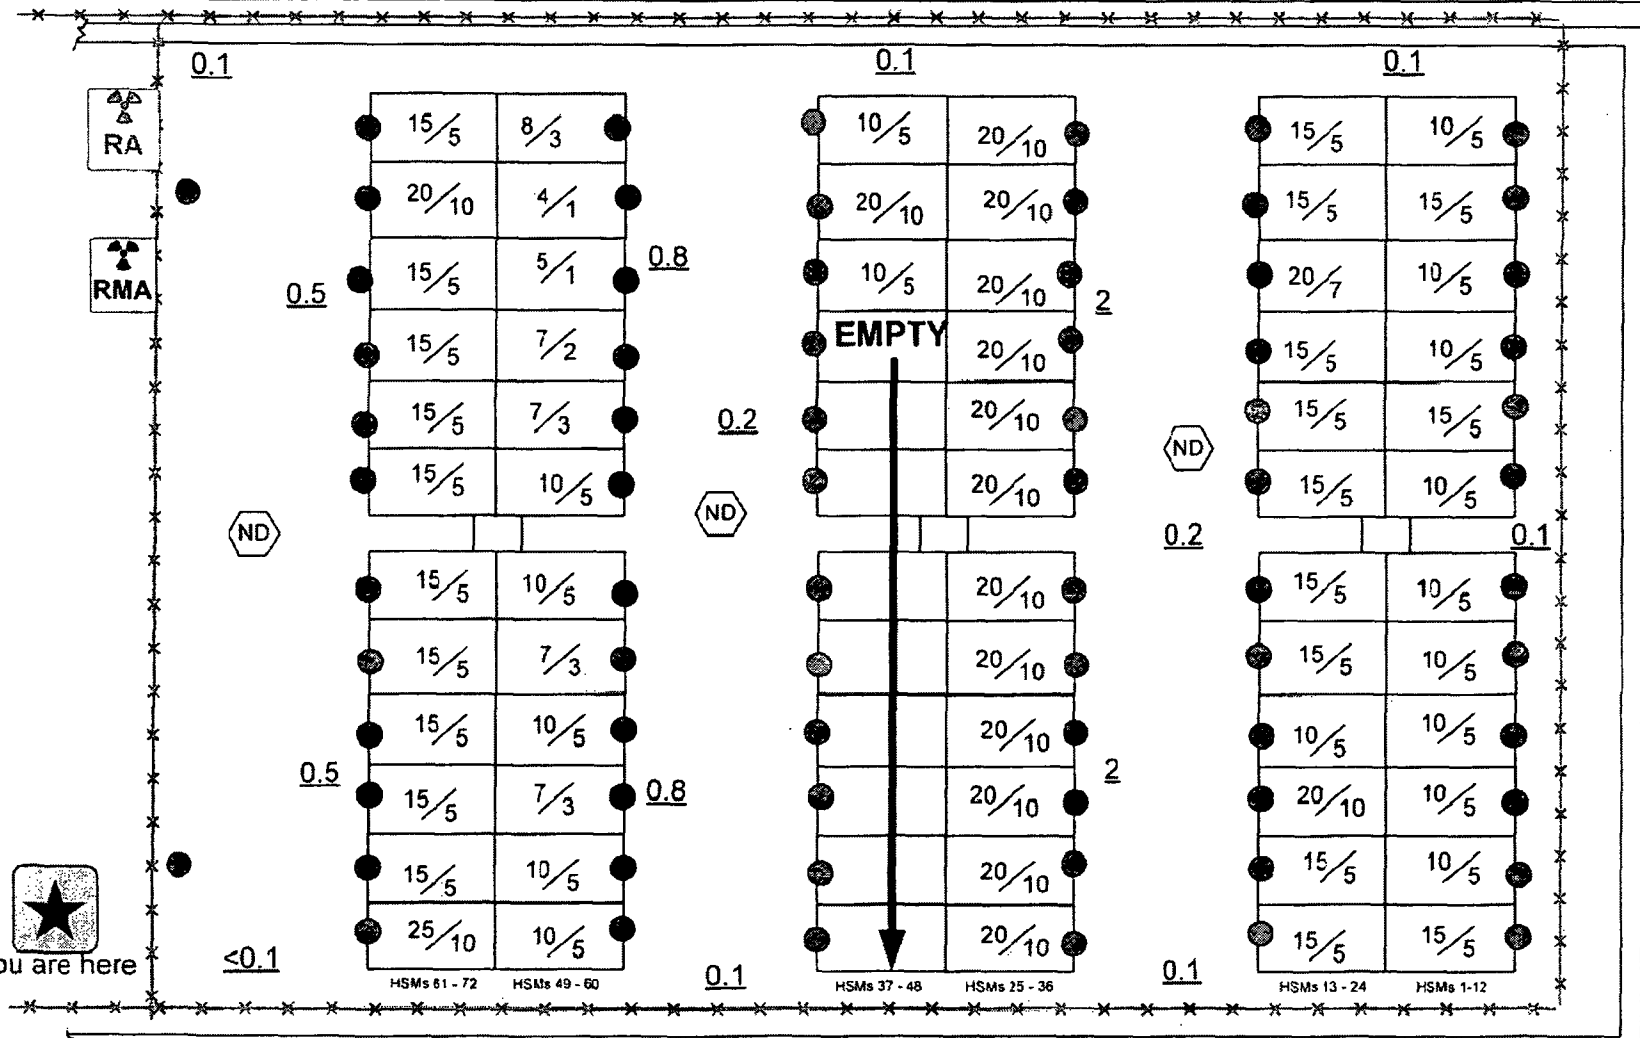 0.1 0.1 0.1
RA
15/5 8/3 10/5 20/10 15/5 10/5
20/10 4/1 20/10 20/10 15/5 15/5
RMA
0.5 15/5 5/1 0.8 10/5 20/10 2 20/7 10/5
EMPTY
15/5 7/2 20/10 15/5 10/5
15/5 7/3 0.2 20/10 15/5 15/5
ND
15/5 10/5 20/10 15/5 10/5
ND ND
0.2 0.1
15/5 10/5 20/10 15/5 10/5
15/5 7/3 20/10 15/5 10/5
15/5 10/5 20/10 10/5 10/5
0.5 15/5 7/3 0.8 20/10 2 20/10 10/5
15/5 10/5 20/10 15/5 10/5
25/10 10/5 20/10 15/5 15/5
ou are here <0.1 0.1 0.1
HSMs 61 - 72 HSMs 49 - 60 HSMs 37 - 48 HSMs 25 - 36 HSMs 13 - 24 HSMs 1-12